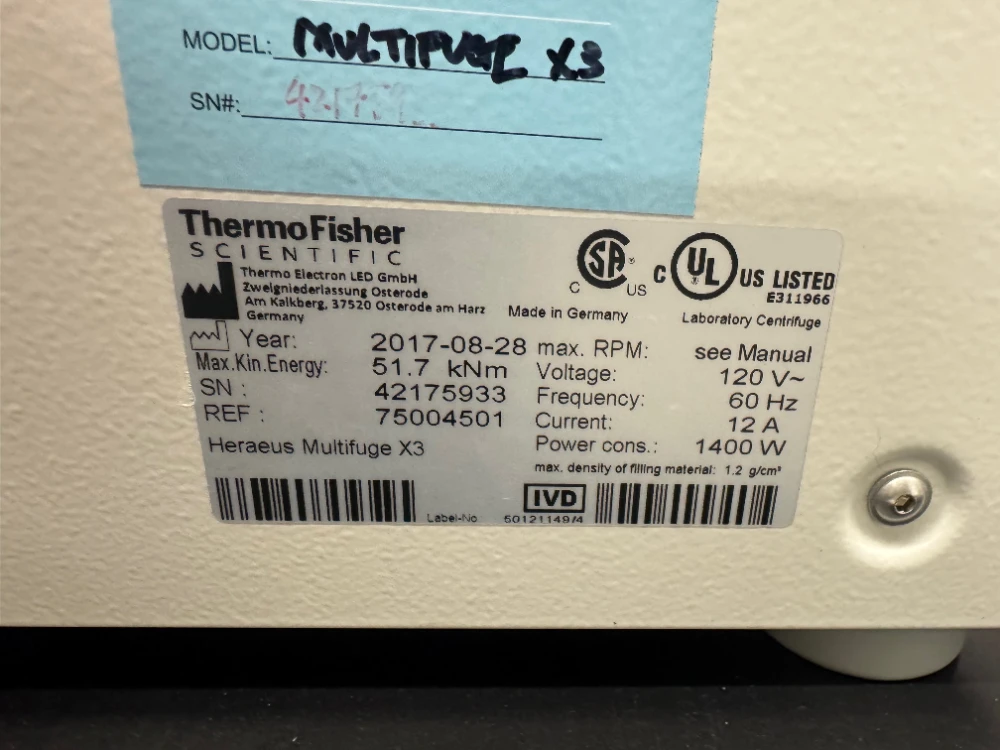 MODEL: MULTIFUGE X3
SN#:
ThermoFisher
SCIENTIFIC
Thermo Electron LED GmbH
Zweigniederlassung Osterode
Am Kalkberg, 37520 Osterode am Harz
Germany
Made in Germany
C SA® US
C UL® US LISTED
E311966
Laboratory Centrifuge
Year: 2017-08-28
Max.Kin.Energy: 51.7 kNm
SN : 42175933
REF : 75004501
Heraeus Multifuge X3
max. RPM: see Manual
Voltage: 120 V~
Frequency: 60 Hz
Current: 12 A
Power cons.: 1400 W
max. density of filling material: 1.2 g/cm³
IVD
Label-No 50121149/4